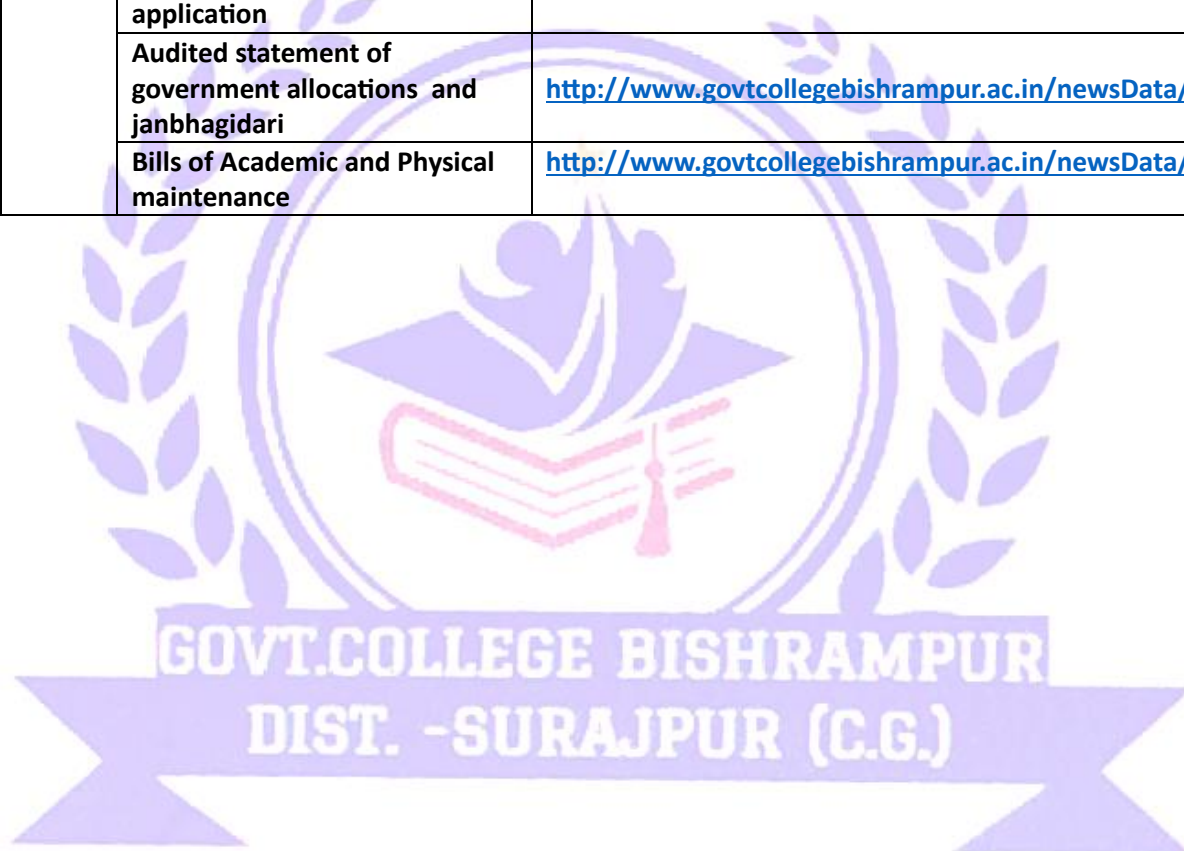 application
Audited statement of
government allocations and
janbhagidari
http://www.govtcollegebishrampur.ac.in/newsData/
Bills of Academic and Physical
maintenance
http://www.govtcollegebishrampur.ac.in/newsData/
GOVT.COLLEGE BISHRAMPUR
DIST. -SURAJPUR (C.G.)